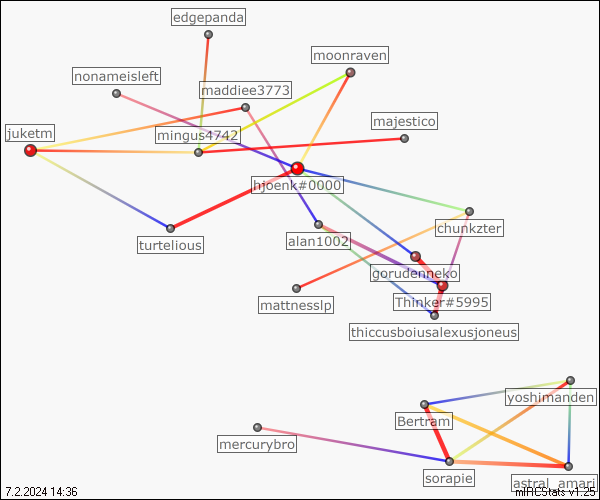 edgepanda
moonraven
nonameisleft
maddiee3773
majestico
juketm
mingus4742
hjoenk#0000
chunkzter
turtelious
alan1002
gorudenneko
Thinker#5995
mattnesslp
thiccusboiusalexusjoneus
yoshimanden
Bertram
mercurybro
sorapie
astral_amari
7.2.2024 14:36
mIRCStats v1.25